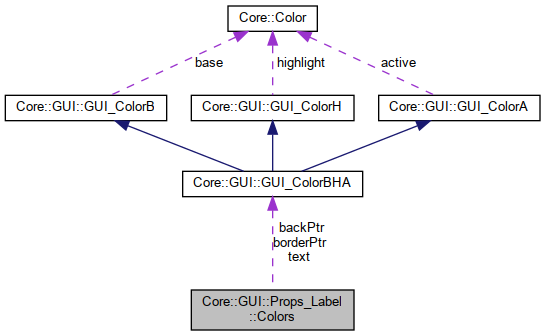 Core::Color
base
highlight
active
Core::GUI::GUI_ColorB
Core::GUI::GUI_ColorH
Core::GUI::GUI_ColorA
Core::GUI::GUI_ColorBHA
backPtr
borderPtr
text
Core::GUI::Props_Label
::Colors